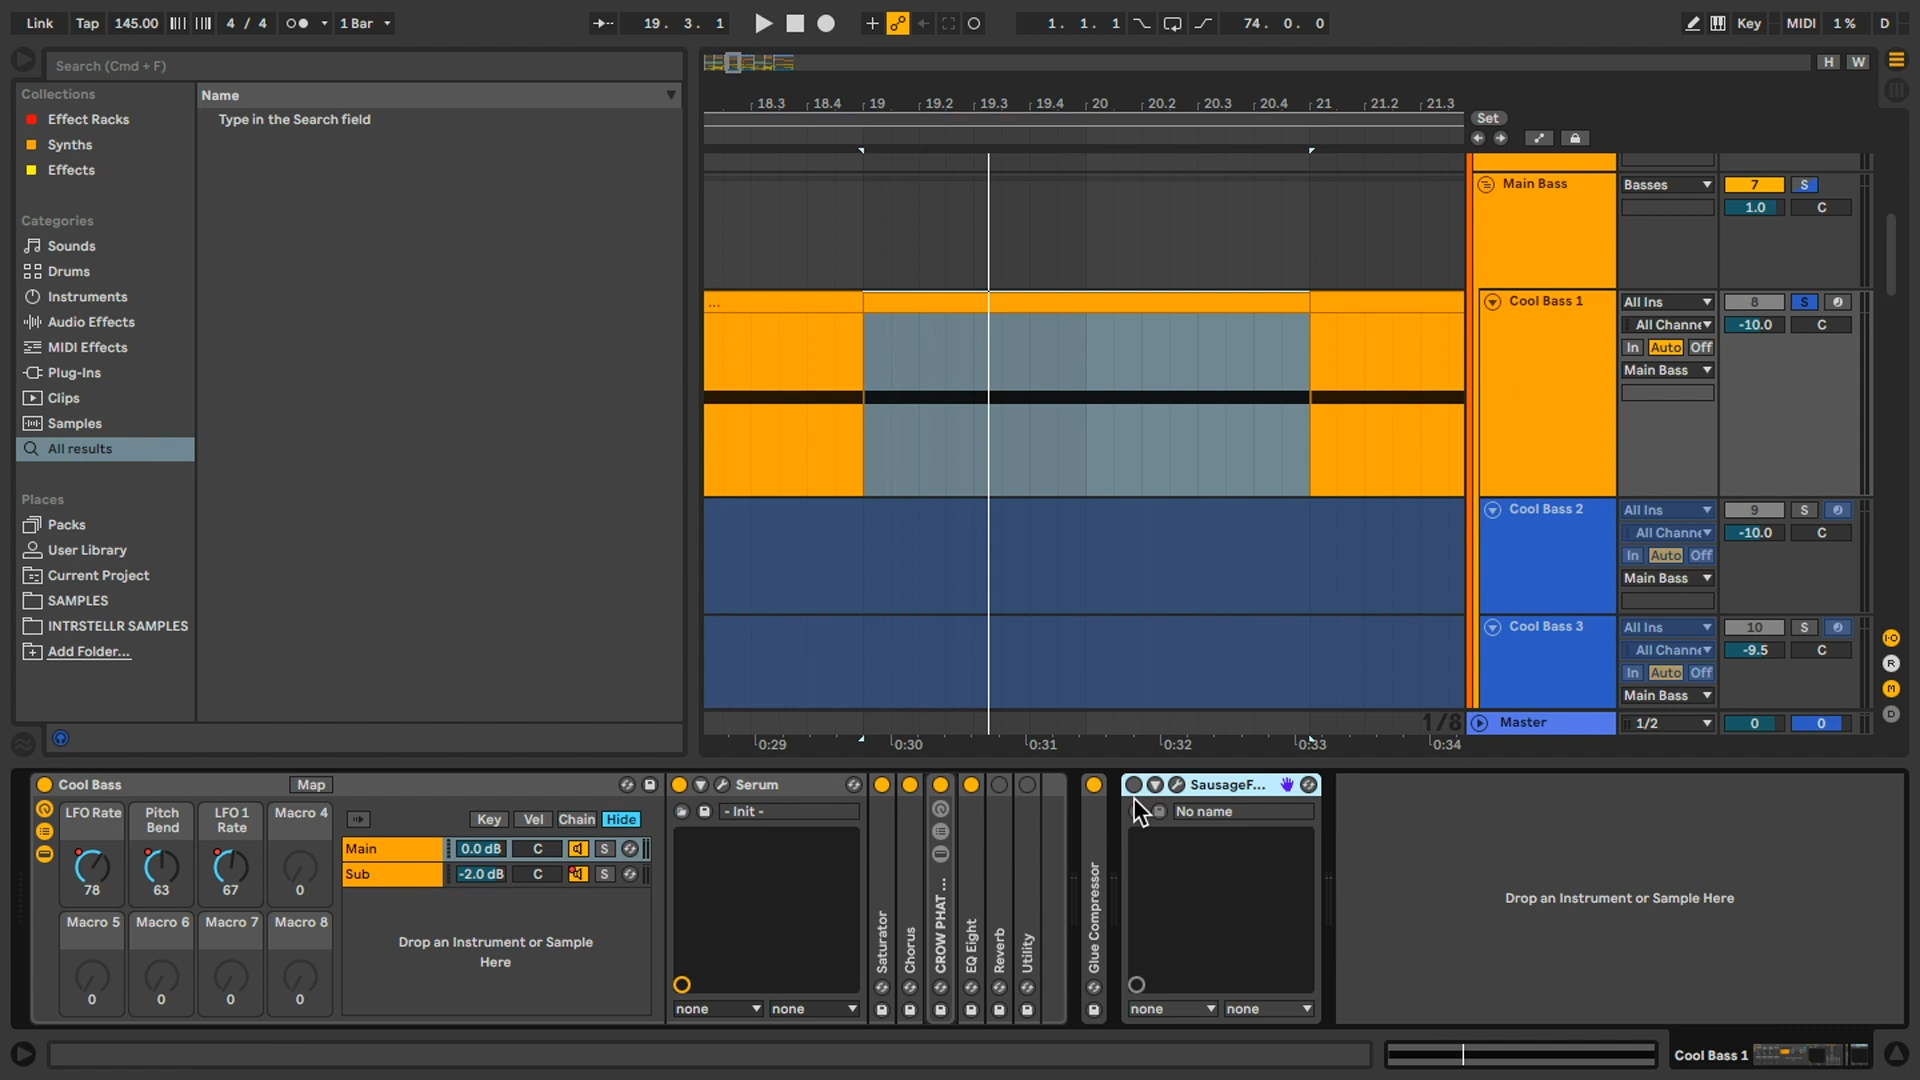 Link Tap 145.00 4 / 4 1 Bar 19. 3. 1 1. 1. 1 74. 0. 0 Key MIDI 1 % D
Search (Cmd + F) H W
Collections Name
Effect Racks Type in the Search field
Synths
Effects
Categories
Sounds
Drums
Instruments
Audio Effects
MIDI Effects
Plug-Ins
Clips
Samples
All results
Places
Packs
User Library
Current Project
SAMPLES
INTRSTELLR SAMPLES
Add Folder...
18.3 18.4 19 19.2 19.3 19.4 20 20.2 20.3 20.4 21 21.2 21.3
Set
Main Bass Basses 7 S
1.0 C
... Cool Bass 1 All Ins 8 S
All Channe -10.0 C
In Auto Off
Main Bass
Cool Bass 2 All Ins 9 S
All Channe -10.0 C
In Auto Off
Main Bass
Cool Bass 3 All Ins 10 S
All Channe -9.5 C
In Auto Off
Main Bass
1/8 Master 1/2 0 0
0:29 0:30 0:31 0:32 0:33 0:34
I-O
R
M
D
Cool Bass Map
LFO Rate Pitch Bend LFO 1 Rate Macro 4
78 63 67 0
Macro 5 Macro 6 Macro 7 Macro 8
0 0 0 0
Key Vel Chain Hide
Main 0.0 dB C S
Sub -2.0 dB C S
Drop an Instrument or Sample
Here
Serum
- Init -
none none
Saturator
Chorus
CROW PHAT ...
EQ Eight
Reverb
Utility
Glue Compressor
SausageF...
No name
none none
Drop an Instrument or Sample Here
Cool Bass 1